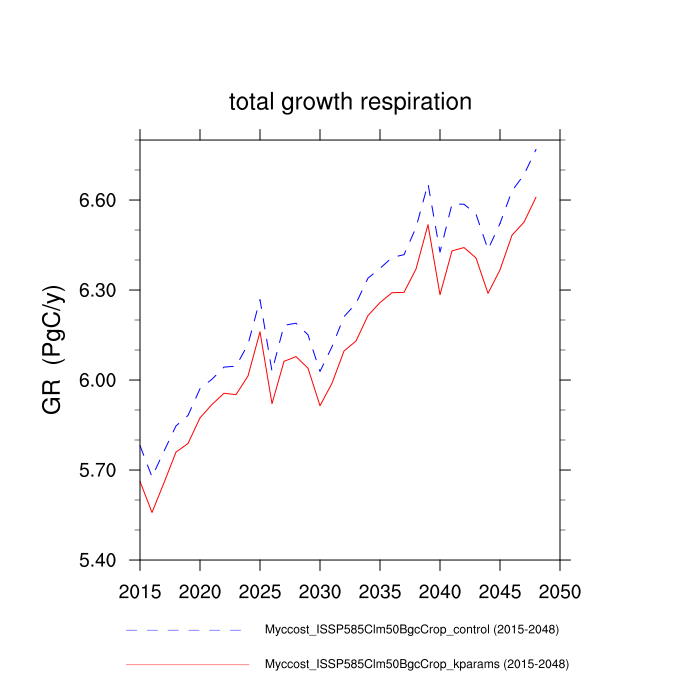 total growth respiration
GR (PgC/y)
6.60
6.30
6.00
5.70
5.40
2015 2020 2025 2030 2035 2040 2045 2050
Myccost_ISSP585Clm50BgcCrop_control (2015-2048)
Myccost_ISSP585Clm50BgcCrop_kparams (2015-2048)